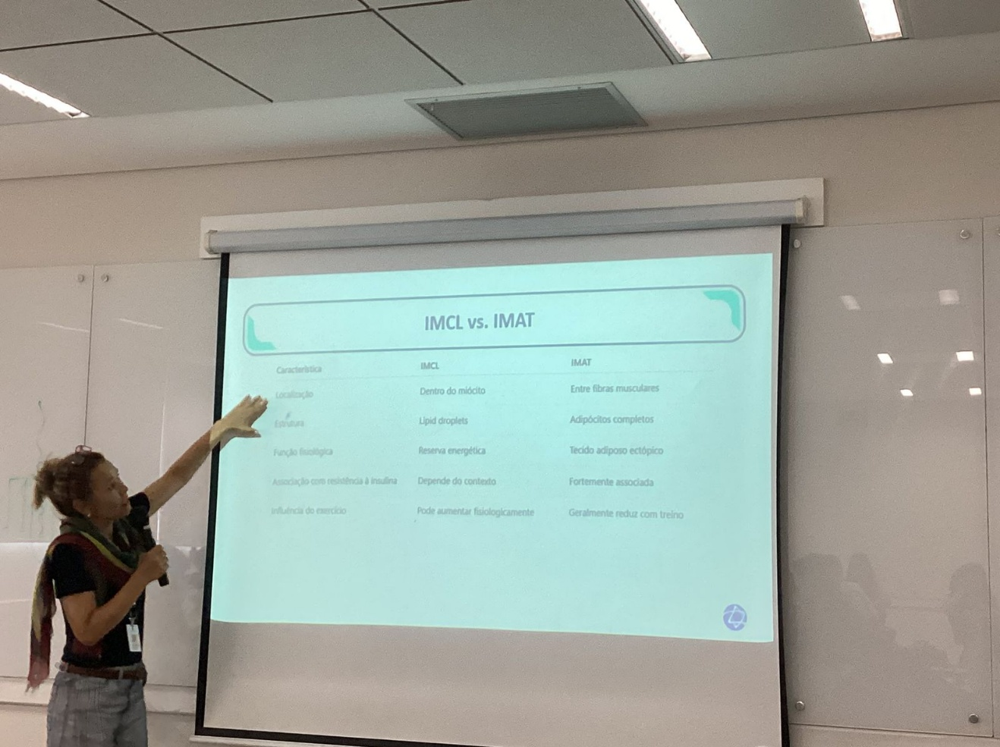 IMCL vs. IMAT
Característica IMCL IMAT
Localização Dentro do miócito Entre fibras musculares
Estrutura Lipid droplets Adipócitos completos
Função fisiológica Reserva energética Tecido adiposo ectópico
Associação com resistência à insulina Depende do contexto Fortemente associada
Influência do exercício Pode aumentar fisiologicamente Geralmente reduz com treino